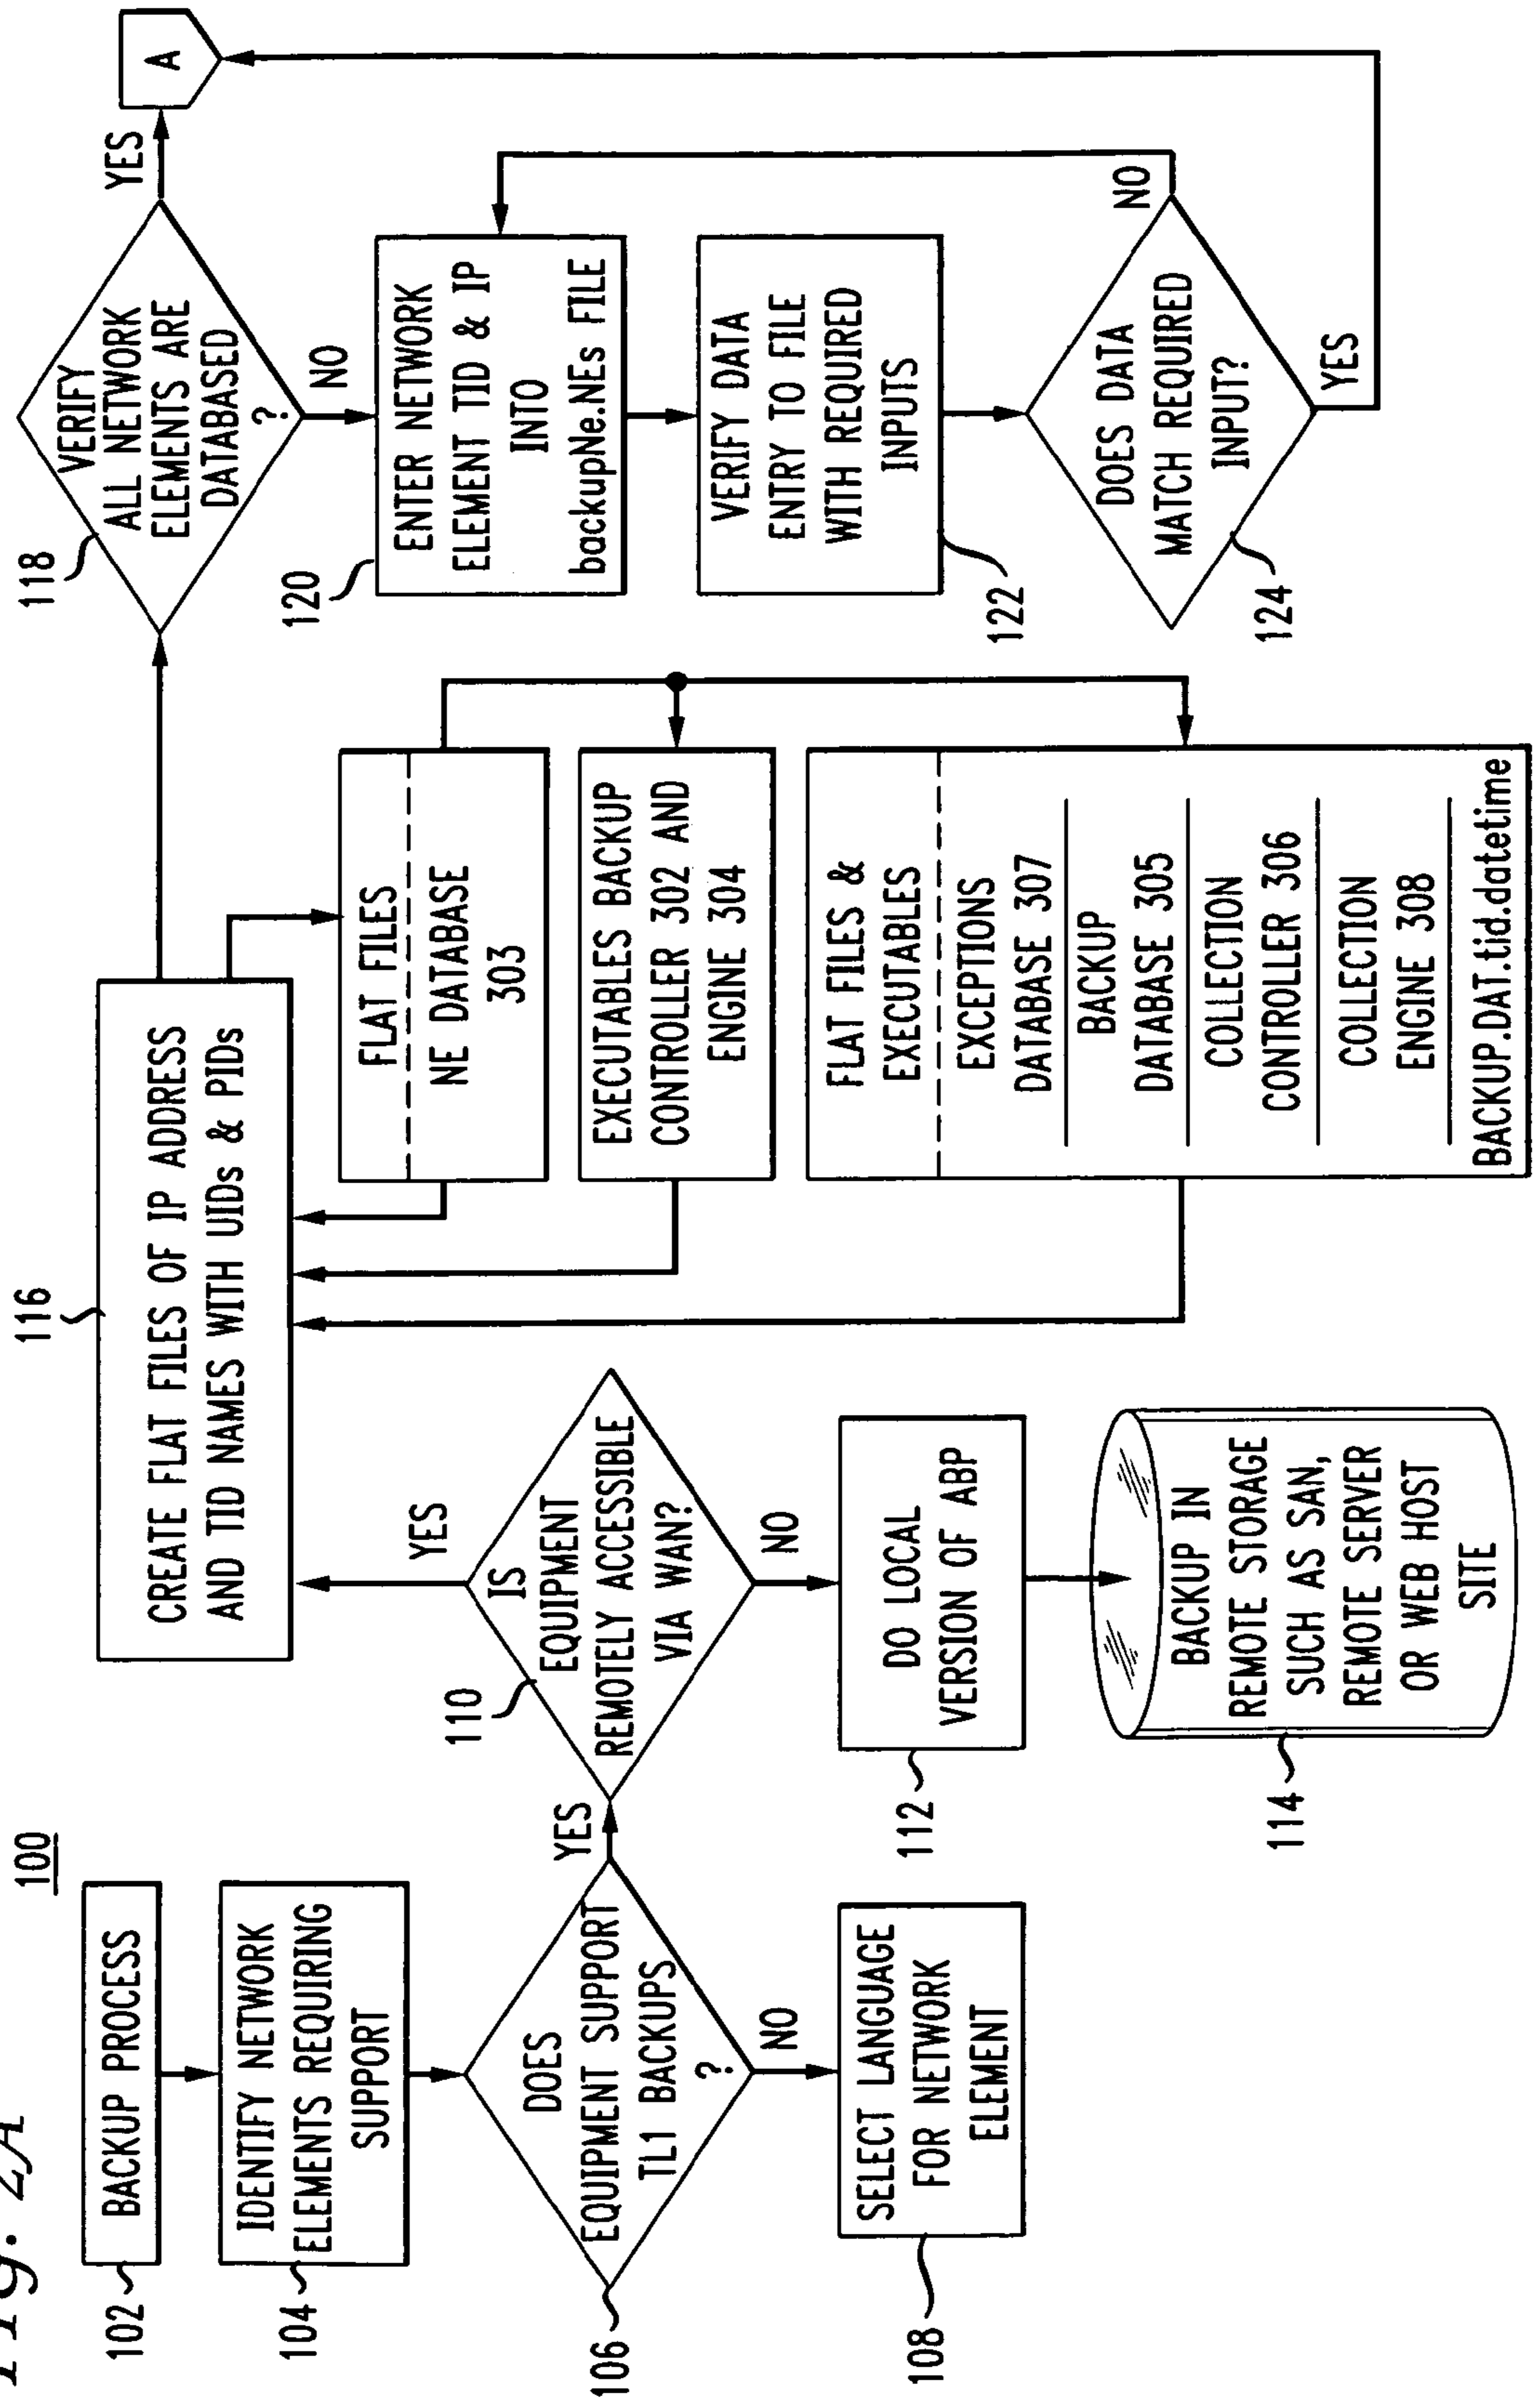 Fig. 2A
100
102
BACKUP PROCESS
104
IDENTIFY NETWORK
ELEMENTS REQUIRING
SUPPORT
106
DOES
EQUIPMENT SUPPORT
TL1 BACKUPS
?
YES
NO
108
SELECT LANGUAGE
FOR NETWORK
ELEMENT
110
IS
EQUIPMENT
REMOTELY ACCESSIBLE
VIA WAN?
YES
NO
112
DO LOCAL
VERSION OF ABP
114
BACKUP IN
REMOTE STORAGE
SUCH AS SAN,
REMOTE SERVER
OR WEB HOST
SITE
116
CREATE FLAT FILES OF IP ADDRESS
AND TID NAMES WITH UIDs & PIDs
FLAT FILES
NE DATABASE
303
EXECUTABLES BACKUP
CONTROLLER 302 AND
ENGINE 304
FLAT FILES &
EXECUTABLES
EXCEPTIONS
DATABASE 307
BACKUP
DATABASE 305
COLLECTION
CONTROLLER 306
COLLECTION
ENGINE 308
BACKUP.DAT.tid.datetime
118
VERIFY
ALL NETWORK
ELEMENTS ARE
DATABASED
?
YES
A
NO
120
ENTER NETWORK
ELEMENT TID & IP
INTO
backupNe.NEs FILE
122
VERIFY DATA
ENTRY TO FILE
WITH REQUIRED
INPUTS
124
DOES DATA
MATCH REQUIRED
INPUT?
NO
YES